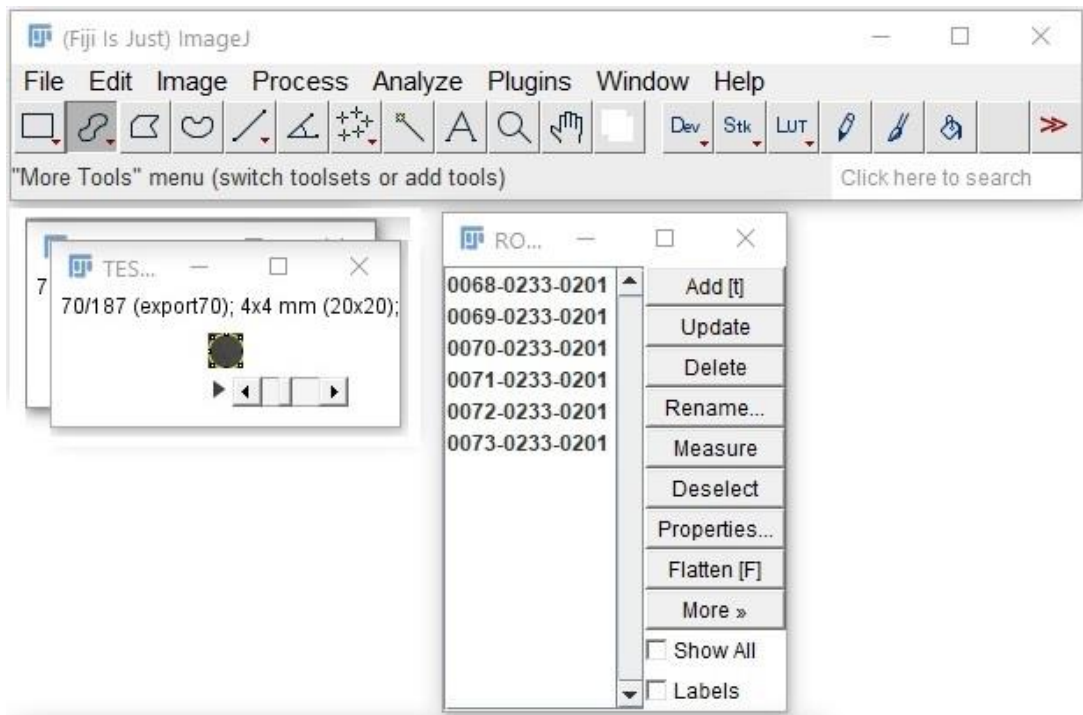 (Fiji Is Just) ImageJ
File Edit Image Process Analyze Plugins Window Help
A Dev Stk LUT
"More Tools" menu (switch toolsets or add tools) Click here to search
7
TES...
70/187 (export70); 4x4 mm (20x20);
RO...
0068-0233-0201
0069-0233-0201
0070-0233-0201
0071-0233-0201
0072-0233-0201
0073-0233-0201
Add [t]
Update
Delete
Rename...
Measure
Deselect
Properties...
Flatten [F]
More »
Show All
Labels